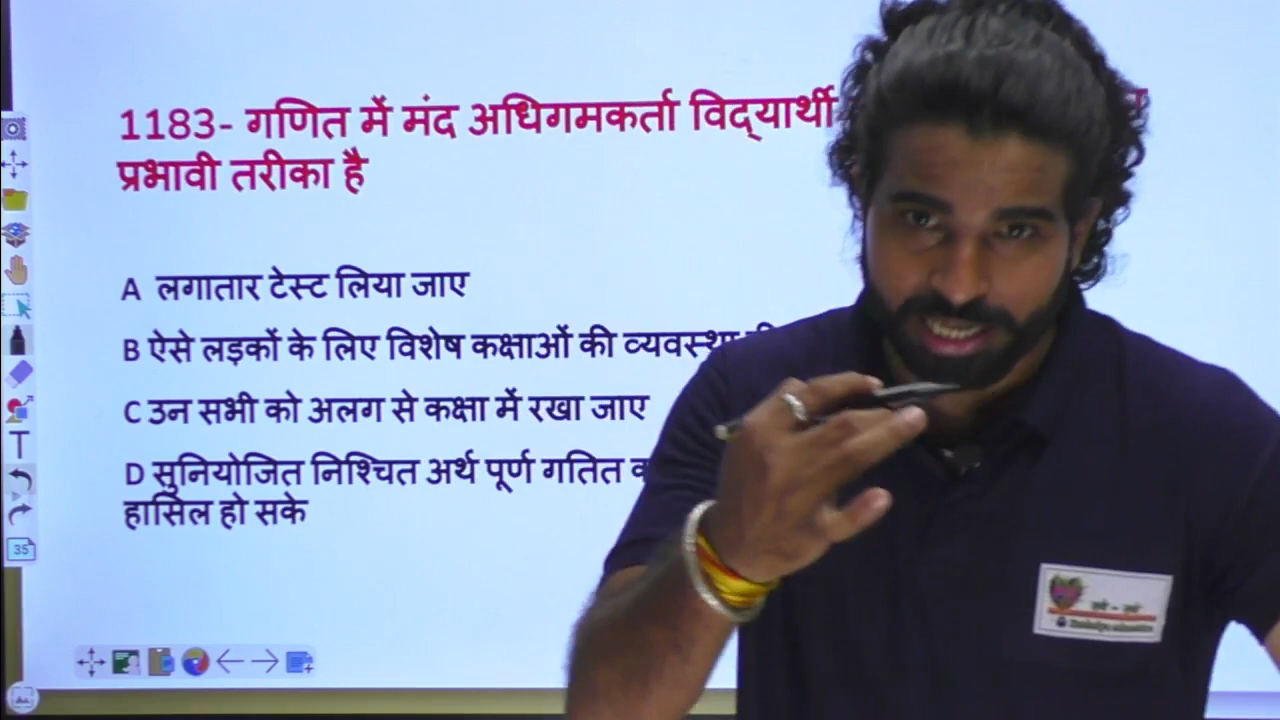 1183- गणित में मंद अधिगमकर्ता विद्यार्थी
प्रभावी तरीका है
A लगातार टेस्ट लिया जाए
B ऐसे लड़कों के लिए विशेष कक्षाओं की व्यवस्था
C उन सभी को अलग से कक्षा में रखा जाए
D सुनियोजित निश्चित अर्थ पूर्ण गतित
हासिल हो सके
T
35